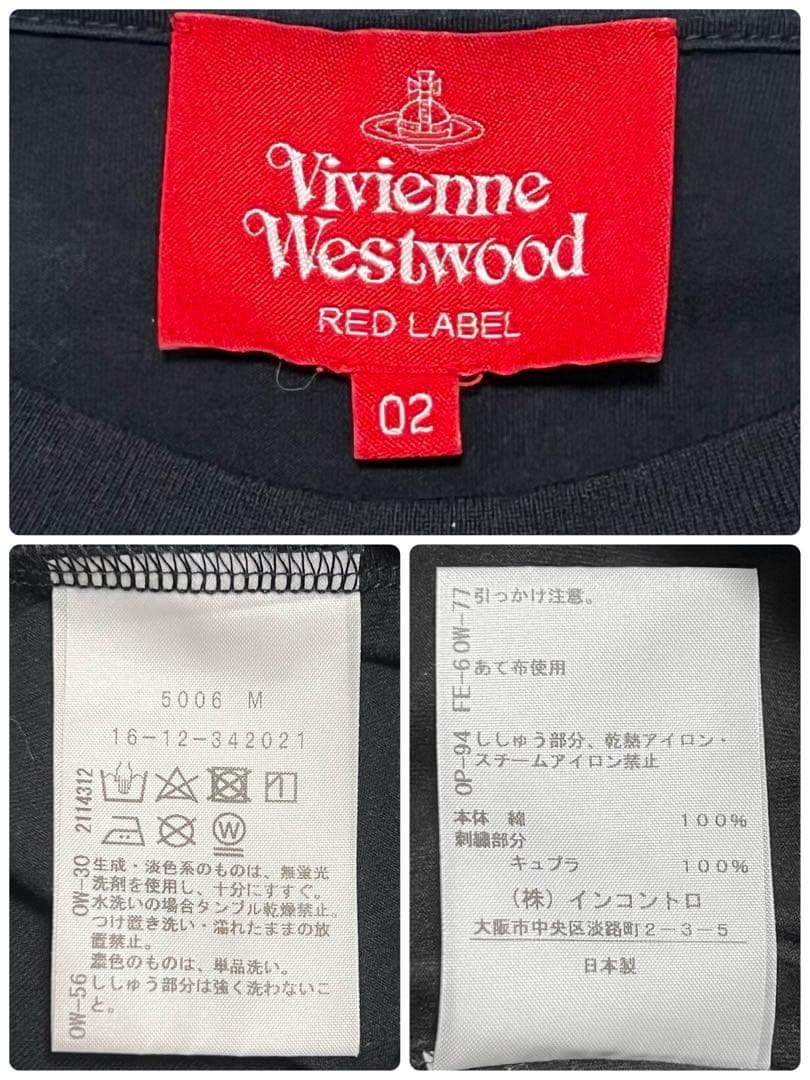 Vivienne
Westwood
RED LABEL
02
5006 M
16-12-342021
2114312
OW-30
OW-56
W
生成・淡色系のものは、無蛍光
洗剤を使用し、十分にすすぐ。
水洗いの場合タンブル乾燥禁止。
つけ置き洗い・濡れたままの放
置禁止。
濃色のものは、単品洗い。
ししゅう部分は強く洗わないこ
と。
OW-77
引っかけ注意。
FE-6
あて布使用
OP-94
ししゅう部分、乾熱アイロン・
スチームアイロン禁止
本体 綿 100%
刺繍部分
キュプラ 100%
(株)インコントロ
大阪市中央区淡路町2-3-5
日本製